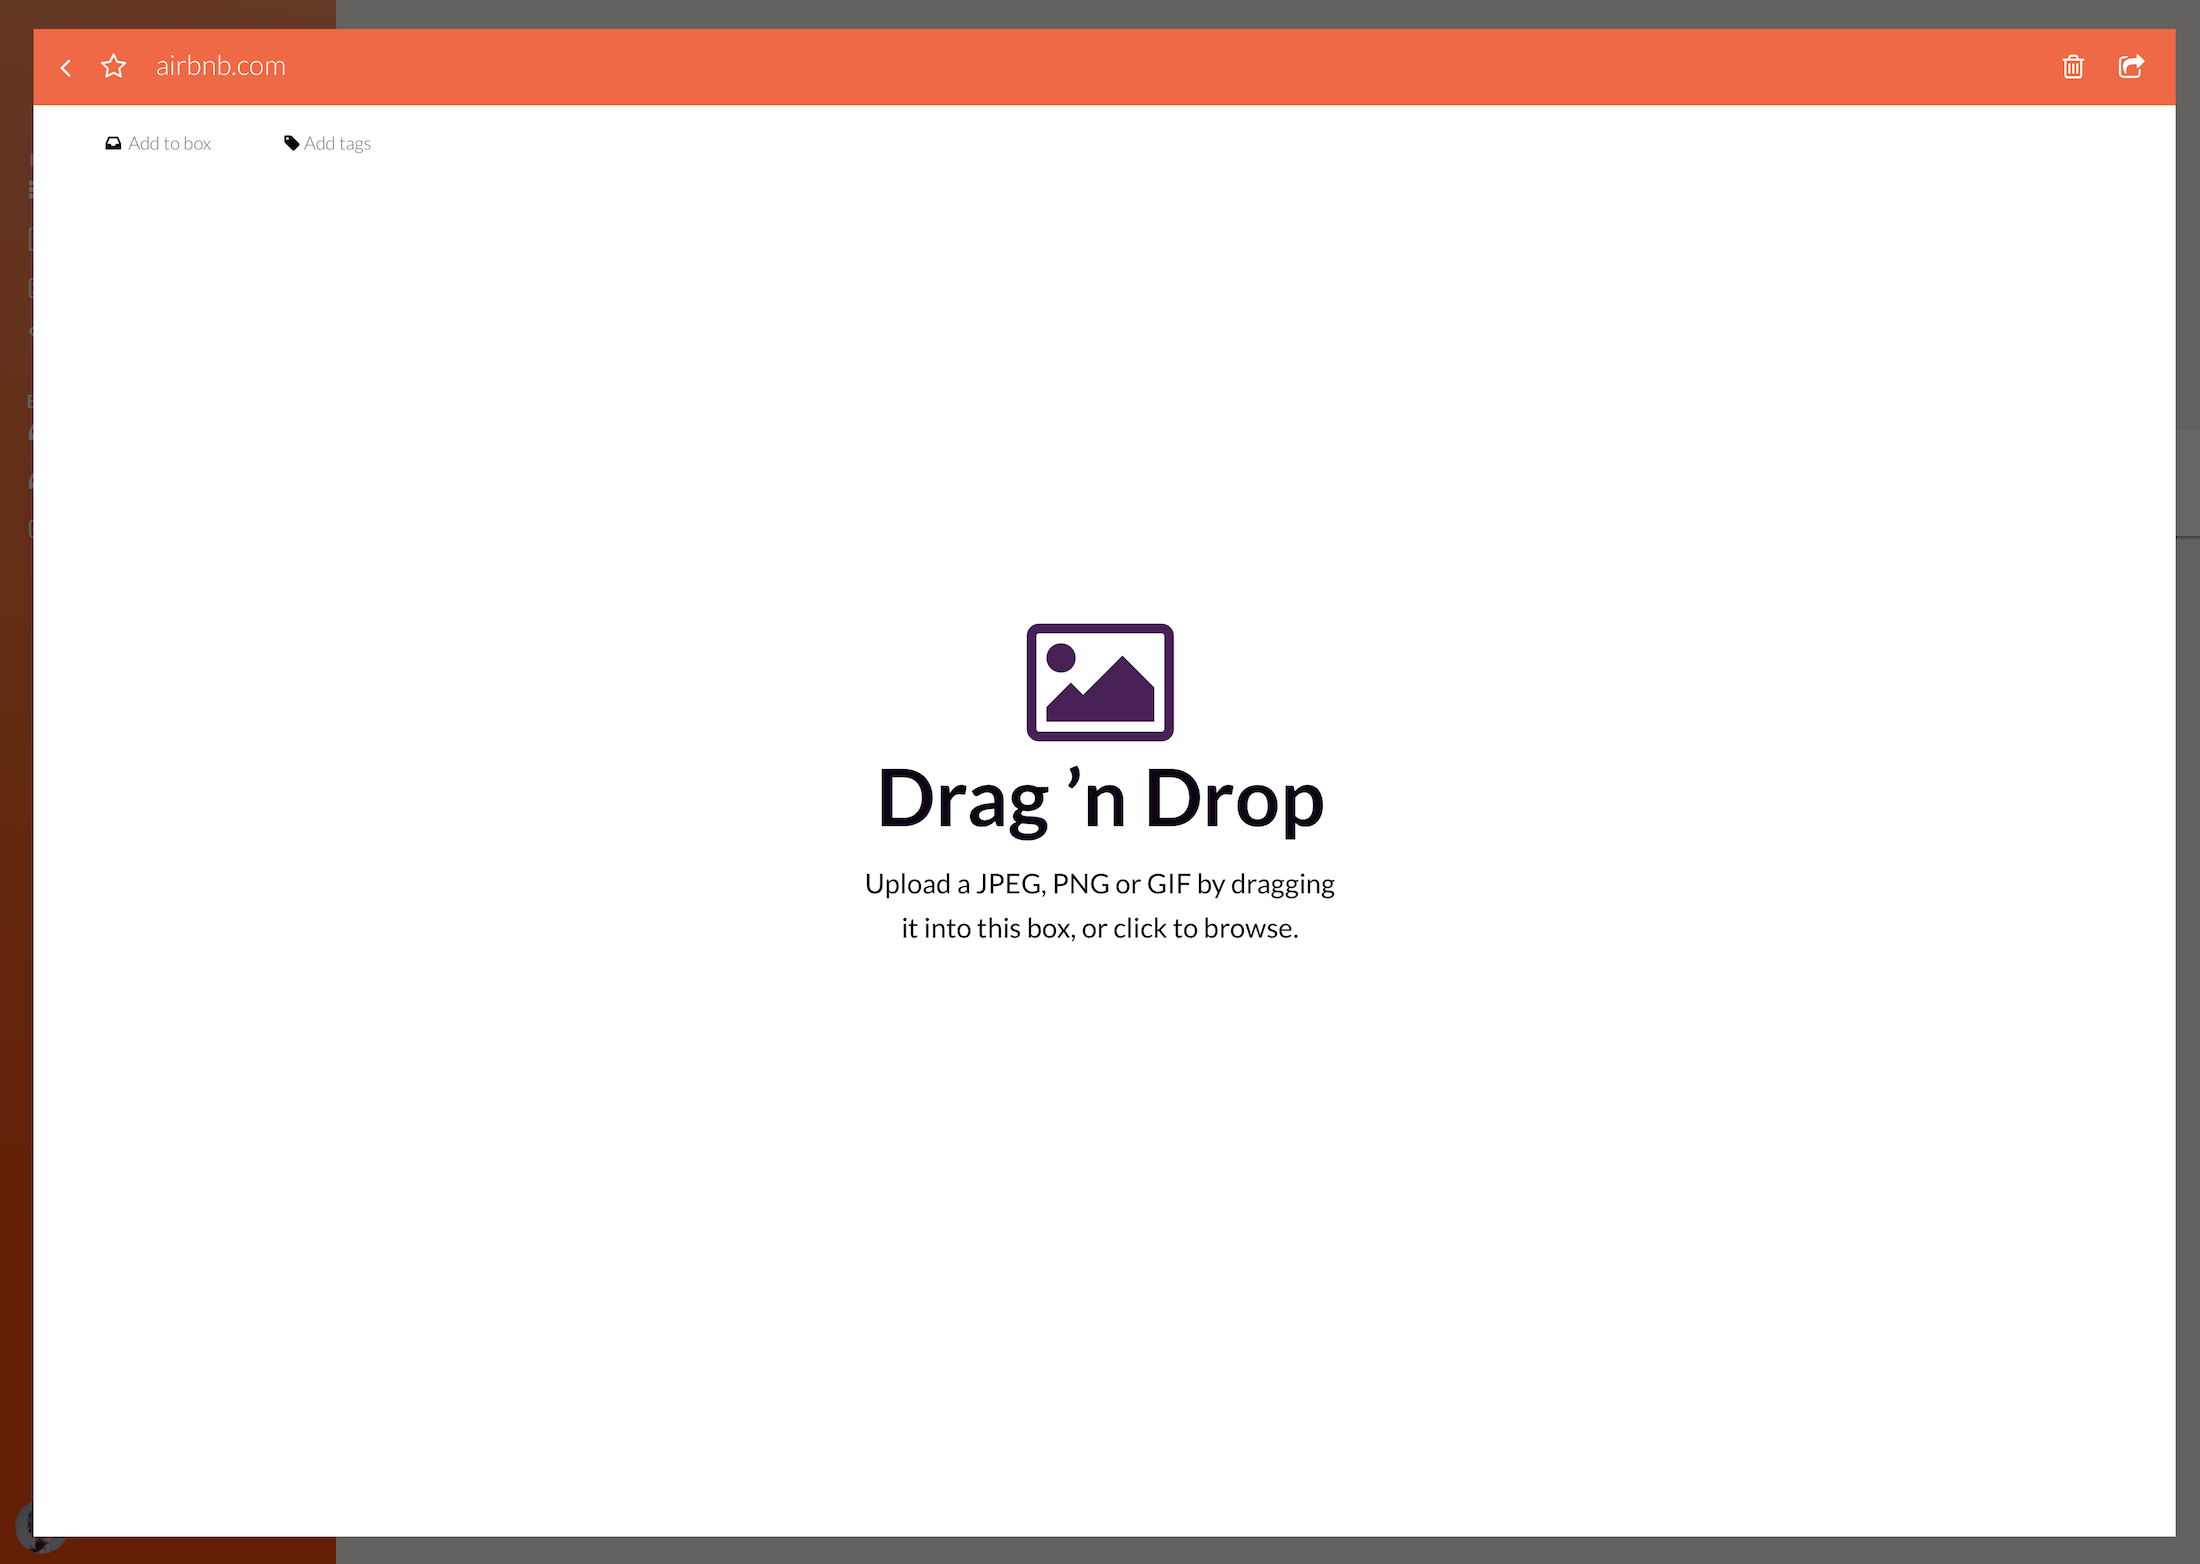 airbnb.com
Add to box
Add tags
Drag ’n Drop
Upload a JPEG, PNG or GIF by dragging
it into this box, or click to browse.